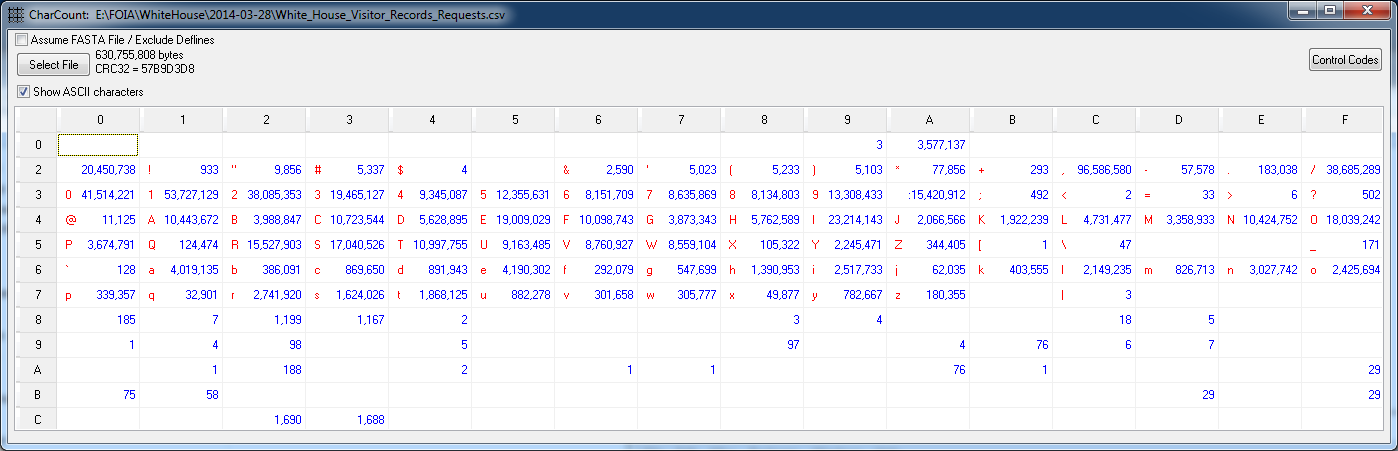 CharCount: E:\FOIA\WhiteHouse\2014-03-28\White_House_Visitor_Records_Requests.csv
Assume FASTA File / Exclude Deflines
Select File
630,755,808 bytes
CRC32 = 57B9D3D8
Control Codes
Show ASCII characters
0 1 2 3 4 5 6 7 8 9 A B C D E F
0 3 3,577,137
2 20,450,738 ! 933 " 9,856 # 5,337 $ 4 & 2,590 ' 5,023 ( 5,233 ) 5,103 * 77,856 + 293 , 96,586,580 - 57,578 . 183,038 / 38,685,289
3 0 41,514,221 1 53,727,129 2 38,085,353 3 19,465,127 4 9,345,087 5 12,355,631 6 8,151,709 7 8,635,869 8 8,134,803 9 13,308,433 : 15,420,912 ; 492 < 2 = 33 > 6 ? 502
4 @ 11,125 A 10,443,672 B 3,988,847 C 10,723,544 D 5,628,895 E 19,009,029 F 10,098,743 G 3,873,343 H 5,762,589 I 23,214,143 J 2,066,566 K 1,922,239 L 4,731,477 M 3,358,933 N 10,424,752 O 18,039,242
5 P 3,674,791 Q 124,474 R 15,527,903 S 17,040,526 T 10,997,755 U 9,163,485 V 8,760,927 W 8,559,104 X 105,322 Y 2,245,471 Z 344,405 [ 1 \ 47 _ 171
6 ` 128 a 4,019,135 b 386,091 c 869,650 d 891,943 e 4,190,302 f 292,079 g 547,699 h 1,390,953 i 2,517,733 j 62,035 k 403,555 l 2,149,235 m 826,713 n 3,027,742 o 2,425,694
7 p 339,357 q 32,901 r 2,741,920 s 1,624,026 t 1,868,125 u 882,278 v 301,658 w 305,777 x 49,877 y 782,667 z 180,355 | 3
8 185 7 1,199 1,167 2 3 4 18 5
9 1 4 98 5 97 4 76 6 7
A 1 188 2 1 1 76 1 29
B 75 58 29 29
C 1,690 1,688